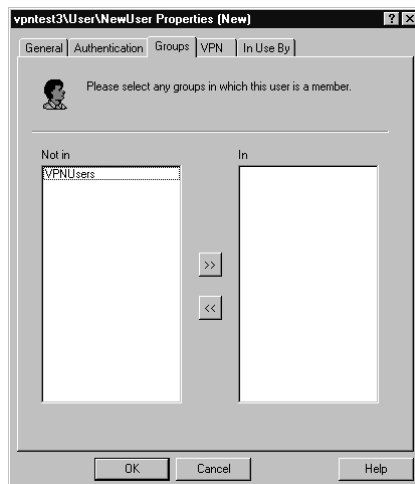 vpntest3\User\NewUser Properties (New)
? ×
General Authentication Groups VPN In Use By
Please select any groups in which this user is a member.
Not in In
VPNUsers
>>
<<
OK Cancel Help